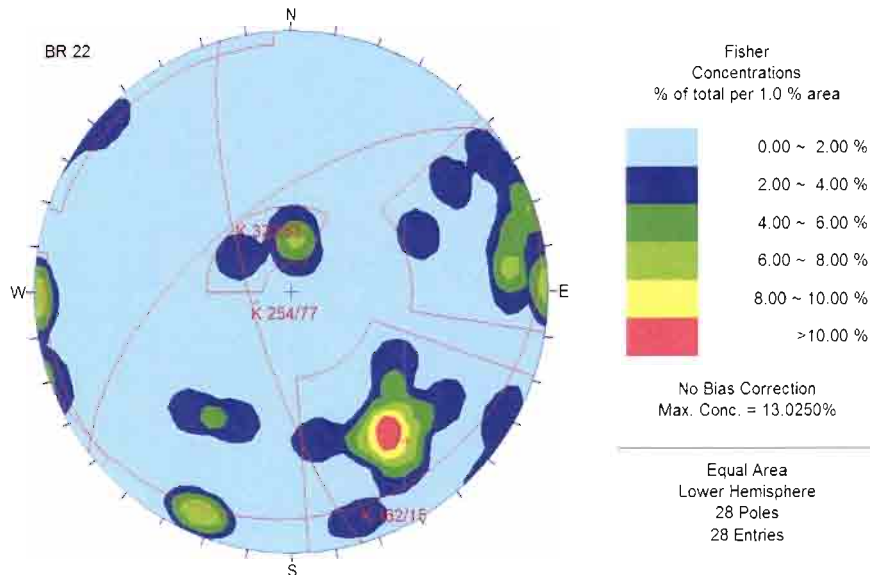 BR 22
N
W
E
S
K 254/77
K 162/15
Fisher
Concentrations
% of total per 1.0 % area
0.00 ~ 2.00 %
2.00 ~ 4.00 %
4.00 ~ 6.00 %
6.00 ~ 8.00 %
8.00 ~ 10.00 %
>10.00 %
No Bias Correction
Max. Conc. = 13.0250%
Equal Area
Lower Hemisphere
28 Poles
28 Entries